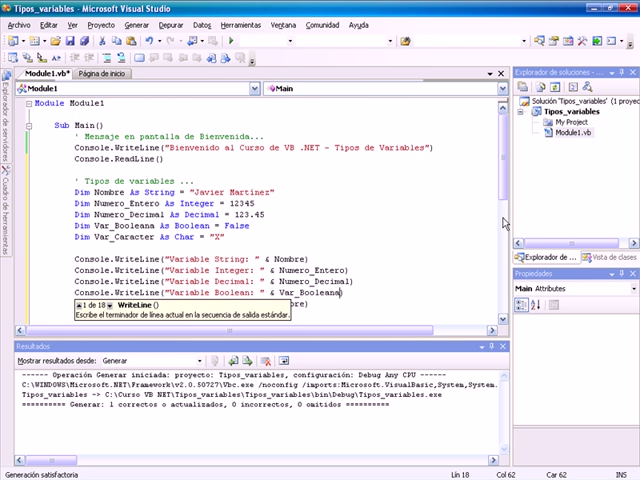 Tipos_variables - Microsoft Visual Studio
Archivo Editar Ver Proyecto Generar Depurar Datos Herramientas Ventana Comunidad Ayuda
Module1.vb* Página de inicio
Module1 Main
Module Module1
Sub Main()
' Mensaje en pantalla de Bienvenida...
Console.WriteLine("Bienvenido al Curso de VB .NET - Tipos de Variables")
Console.ReadLine()
' Tipos de variables ...
Dim Nombre As String = "Javier Martinez"
Dim Numero_Entero As Integer = 12345
Dim Numero_Decimal As Decimal = 123.45
Dim Var_Booleana As Boolean = False
Dim Var_Caracter As Char = "X"
Console.WriteLine("Variable String: " & Nombre)
Console.WriteLine("Variable Integer: " & Numero_Entero)
Console.WriteLine("Variable Decimal: " & Numero_Decimal)
Console.WriteLine("Variable Boolean: " & Var_Booleana)
1 de 18 WriteLine ()
bre)
Escribe el terminador de línea actual en la secuencia de salida estándar.
Explorador de servidores
Cuadro de herramientas
Explorador de soluciones - ...
Solución 'Tipos_variables' (1 proyec
Tipos_variables
My Project
Module1.vb
Explorador de ... Vista de clases
Propiedades
Main Attributes
Resultados
Mostrar resultados desde: Generar
------ Operación Generar iniciada: proyecto: Tipos_variables, configuración: Debug Any CPU ------
C:\WINDOWS\Microsoft.NET\Framework\v2.0.50727\Vbc.exe /noconfig /imports:Microsoft.VisualBasic,System,System.
Tipos_variables -> C:\Curso VB NET\Tipos_variables\Tipos_variables\bin\Debug\Tipos_variables.exe
========== Generar: 1 correctos o actualizados, 0 incorrectos, 0 omitidos ==========
Generación satisfactoria Lín 18 Col 62 Car 62 INS